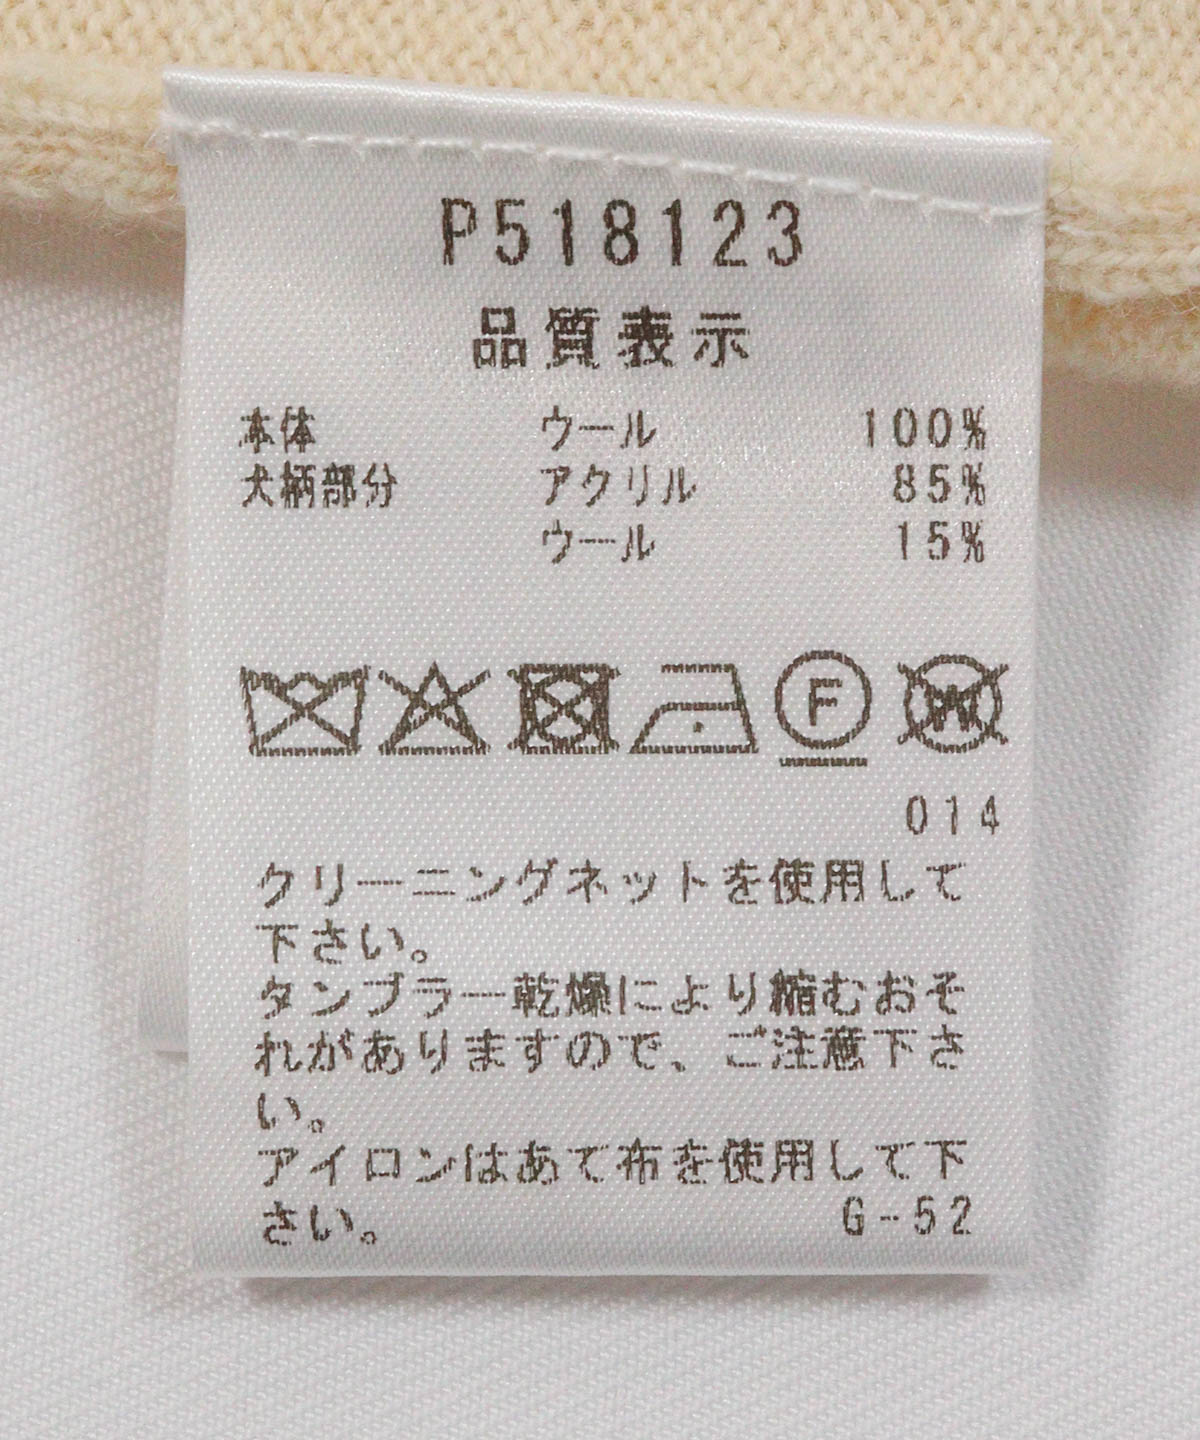 P518123
品質表示
本体 ウール 100%
犬柄部分 アクリル 85%
ウール 15%
F W
014
クリーニングネットを使用して
下さい。
タンブラー乾燥により縮むおそ
れがありますので、ご注意下さ
い。
アイロンはあて布を使用して下
さい。 G-52